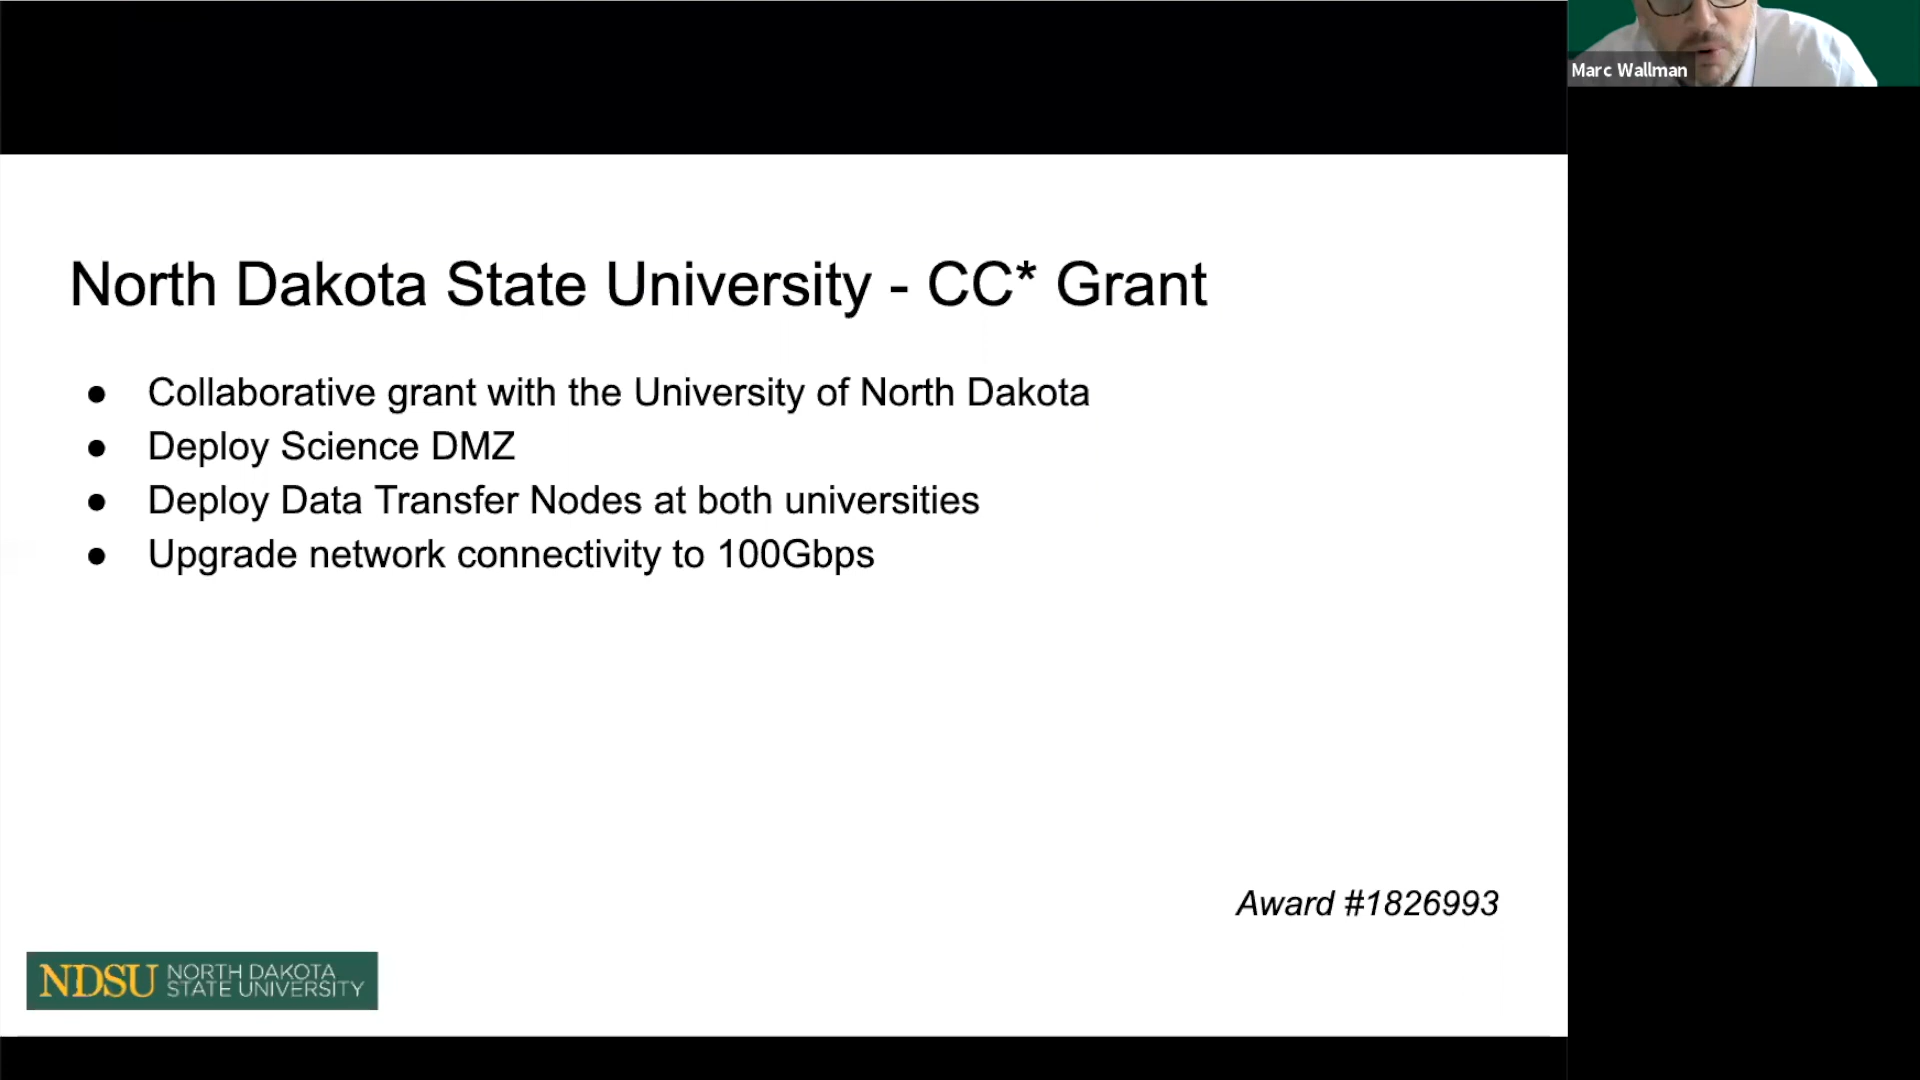 Marc Wallman
North Dakota State University - CC* Grant
● Collaborative grant with the University of North Dakota
● Deploy Science DMZ
● Deploy Data Transfer Nodes at both universities
● Upgrade network connectivity to 100Gbps
Award #1826993
NDSU NORTH DAKOTA
STATE UNIVERSITY